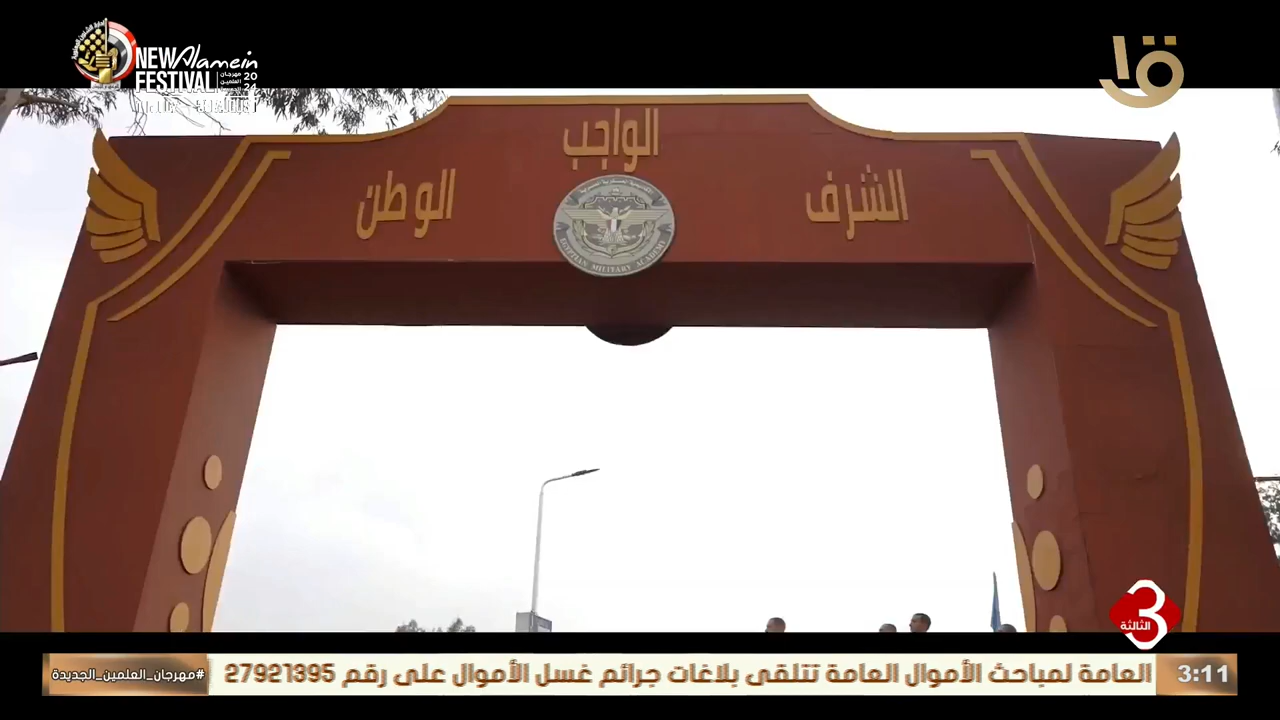 NEW Alamein
FESTIVAL
مهرجان
العلمين
20
24
الواجب
الشرف
الوطن
EGYPTIAN MILITARY ACADEMY
3
الثالثة
3:11
العامة لمباحث الأموال العامة تتلقى بلاغات جرائم غسل الأموال على رقم 27921395
#مهرجان_العلمين_الجديدة